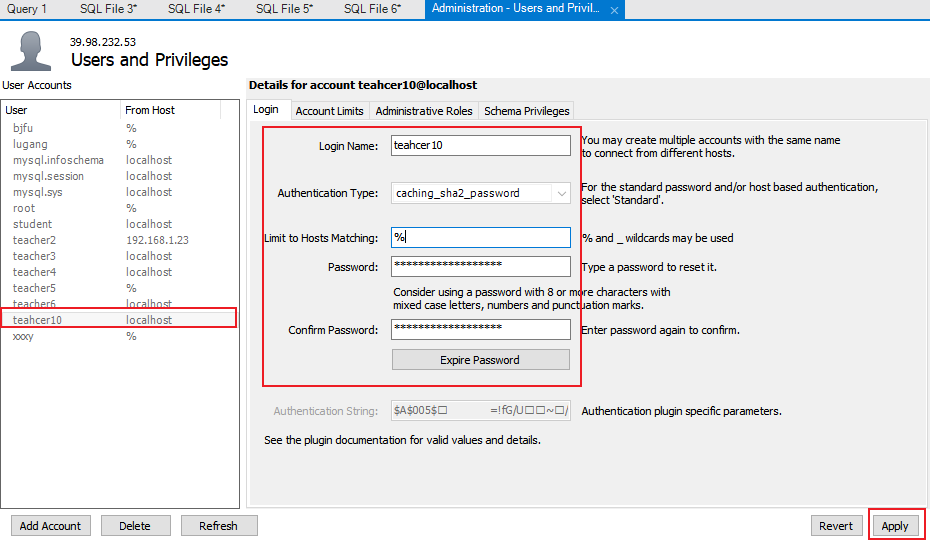 Query 1 SQL File 3* SQL File 4* SQL File 5* SQL File 6* Administration - Users and Privil... ×
39.98.232.53
Users and Privileges
User Accounts
User From Host
bjfu %
lugang %
mysql.infoschema localhost
mysql.session localhost
mysql.sys localhost
root %
student localhost
teacher2 192.168.1.23
teacher3 localhost
teacher4 localhost
teacher5 %
teacher6 localhost
teahcer10 localhost
xxxy %
Details for account teahcer10@localhost
Login Account Limits Administrative Roles Schema Privileges
Login Name: teahcer10 You may create multiple accounts with the same name
to connect from different hosts.
Authentication Type: caching_sha2_password For the standard password and/or host based authentication,
select 'Standard'.
Limit to Hosts Matching: % % and _ wildcards may be used
Password: ****************** Type a password to reset it.
Consider using a password with 8 or more characters with
mixed case letters, numbers and punctuation marks.
Confirm Password: ****************** Enter password again to confirm.
Expire Password
Authentication String: $A$005$□ =!fG/U□□~□/ Authentication plugin specific parameters.
See the plugin documentation for valid values and details.
Add Account Delete Refresh Revert Apply